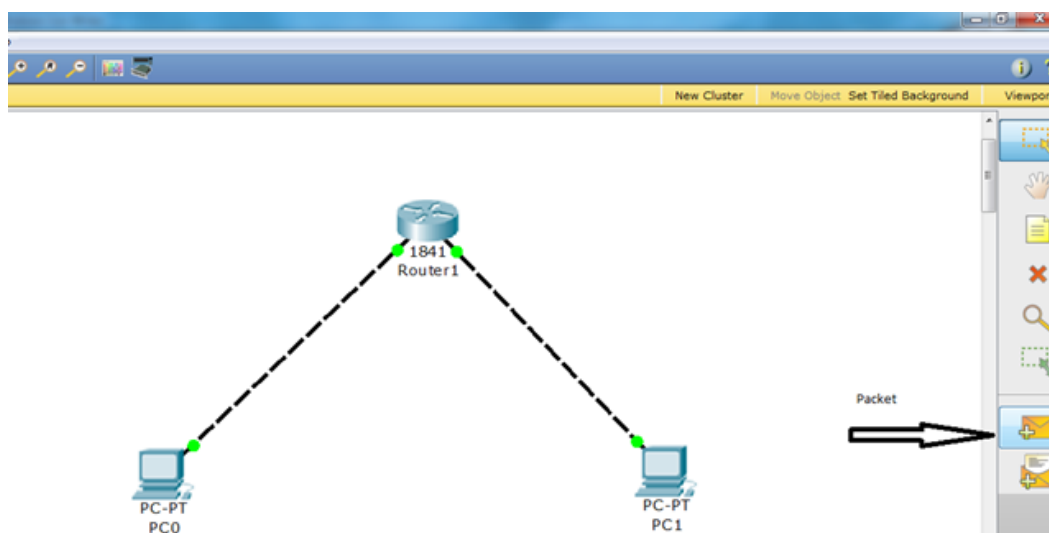 New Cluster Move Object Set Tiled Background Viewpor
1841
Router1
Packet
PC-PT
PC0
PC-PT
PC1